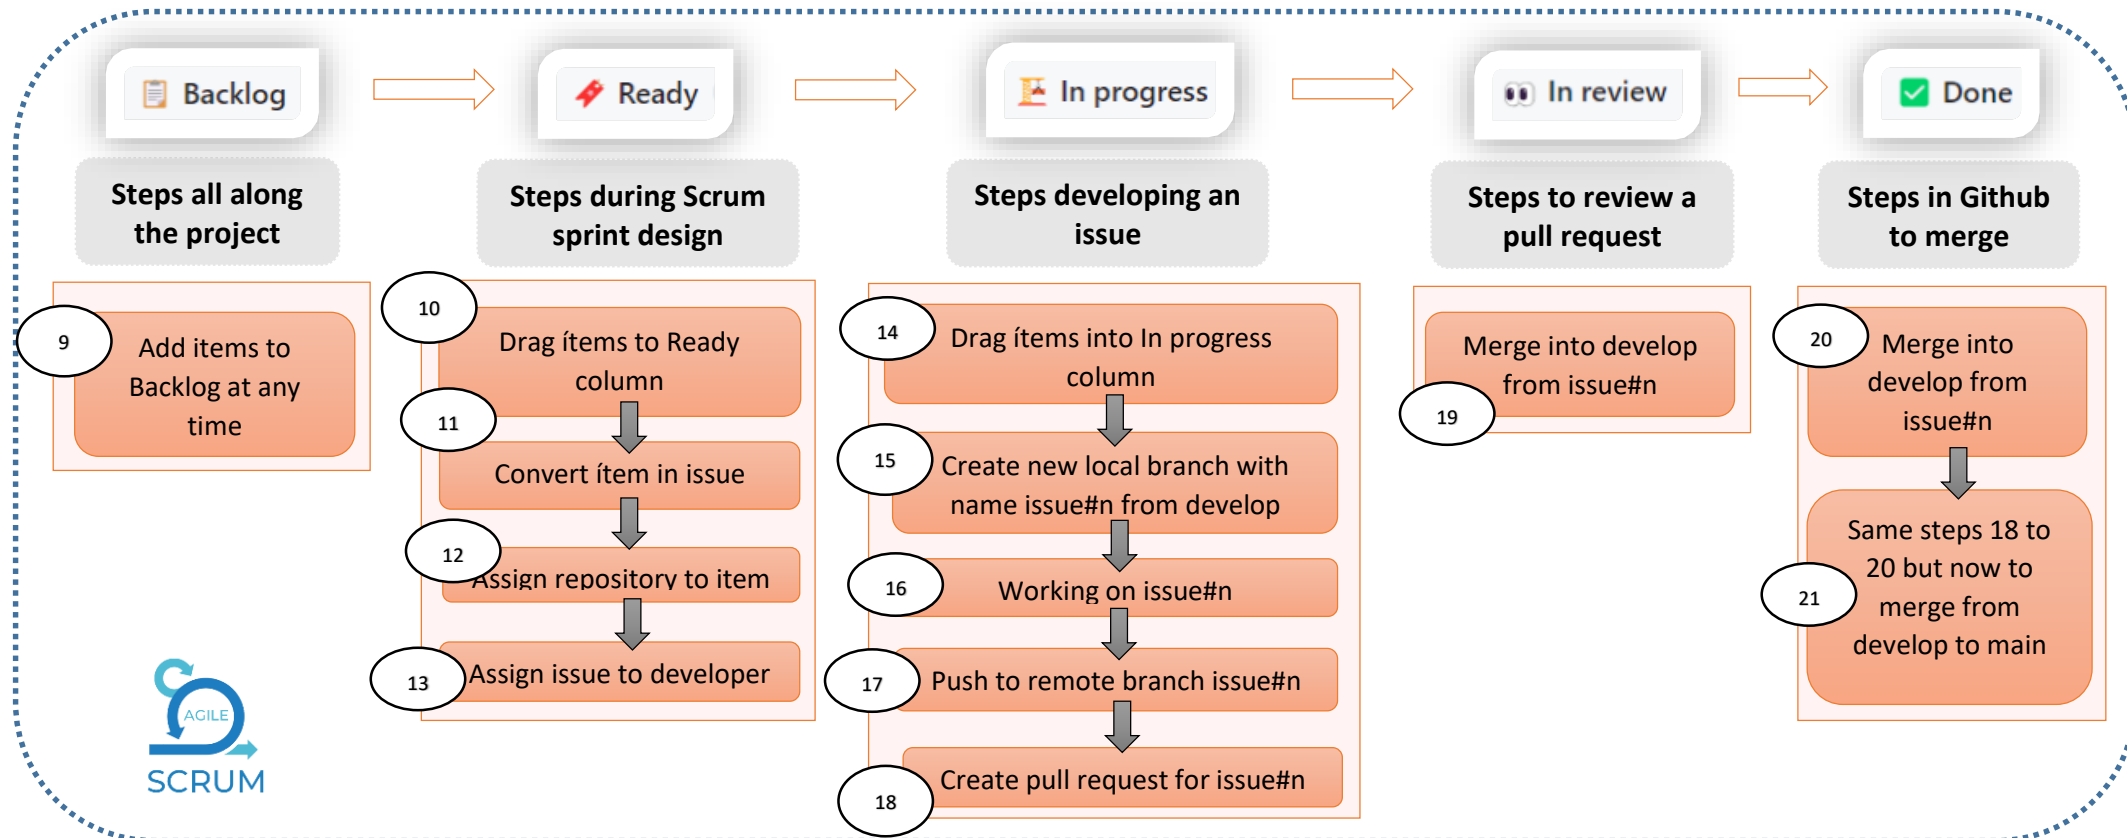 Backlog
Ready
In progress
In review
Done
Steps all along
the project
Steps during Scrum
sprint design
Steps developing an
issue
Steps to review a
pull request
Steps in Github
to merge
9
Add items to
Backlog at any
time
10
Drag ítems to Ready
column
11
Convert ítem in issue
12
Assign repository to item
13
Assign issue to developer
14
Drag ítems into In progress
column
15
Create new local branch with
name issue#n from develop
16
Working on issue#n
17
Push to remote branch issue#n
18
Create pull request for issue#n
Merge into develop
from issue#n
19
20
Merge into
develop from
issue#n
21
Same steps 18 to
20 but now to
merge from
develop to main
AGILE
SCRUM